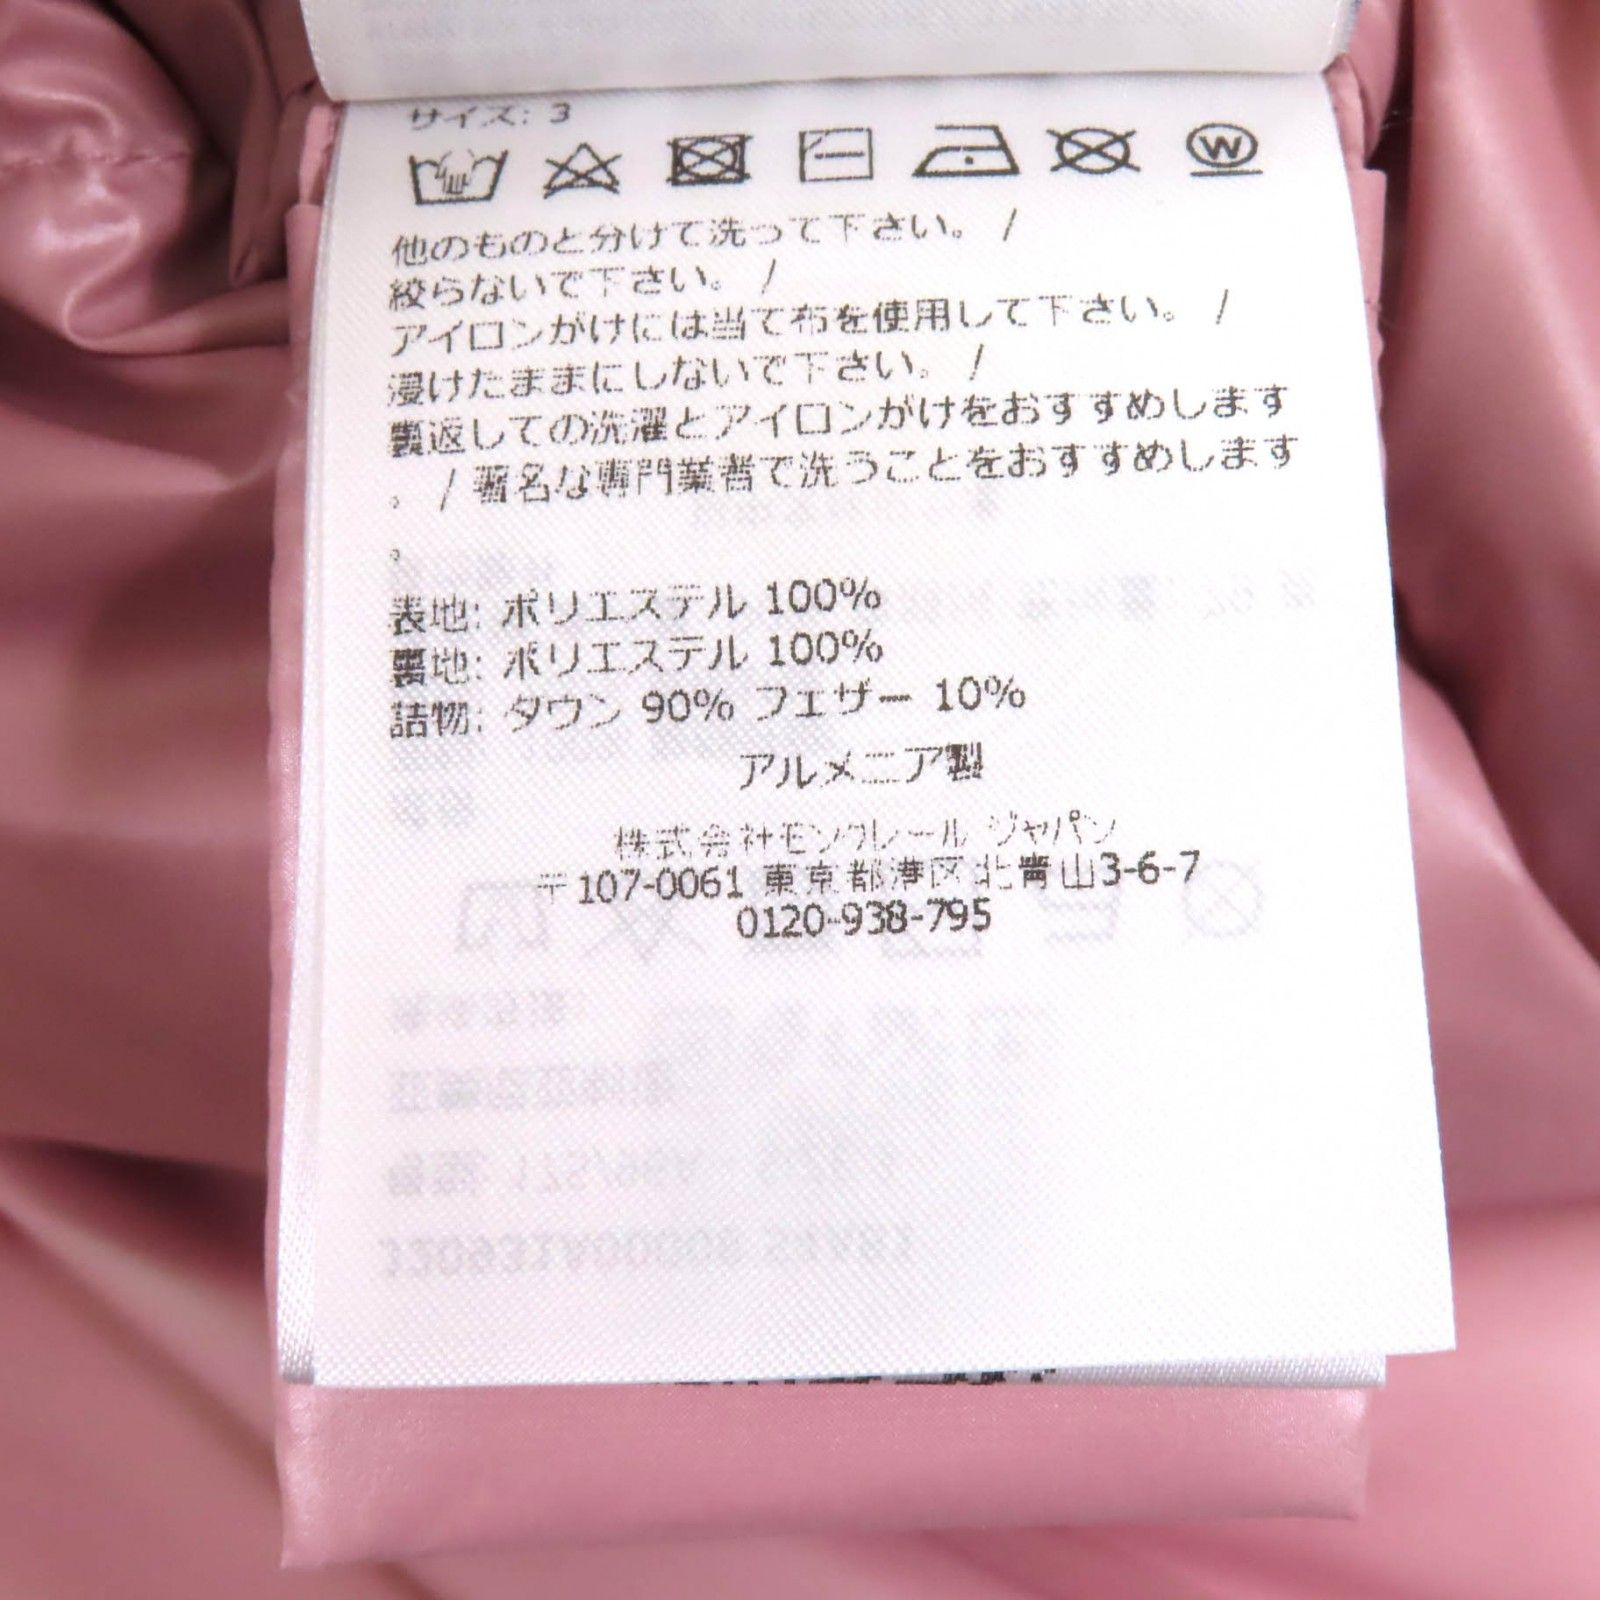 サイズ: 3
W
他のものと分けて洗って下さい。 /
絞らないで下さい。 /
アイロンがけには当て布を使用して下さい。 /
浸けたままにしないで下さい。 /
裏返しての洗濯とアイロンがけをおすすめします
。 / 著名な専門業者で洗うことをおすすめします
。
表地: ポリエステル 100%
裏地: ポリエステル 100%
詰物: ダウン 90% フェザー 10%
アルメニア製
株式会社モンクレール ジャパン
〒107-0061 東京都港区北青山3-6-7
0120-938-795